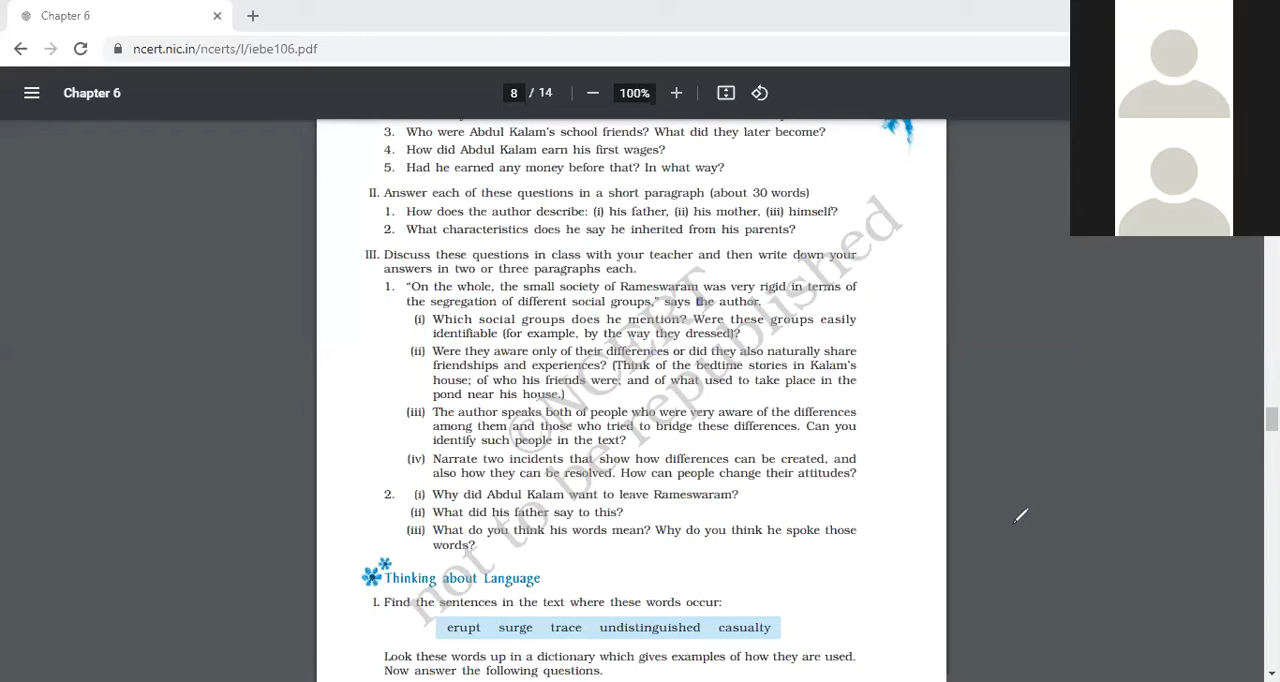 Chapter 6
ncert.nic.in/ncerts/l/iebe106.pdf
Chapter 6
8 / 14
100%
3. Who were Abdul Kalam's school friends? What did they later become?
4. How did Abdul Kalam earn his first wages?
5. Had he earned any money before that? In what way?
II. Answer each of these questions in a short paragraph (about 30 words)
1. How does the author describe: (i) his father, (ii) his mother, (iii) himself?
2. What characteristics does he say he inherited from his parents?
III. Discuss these questions in class with your teacher and then write down your
answers in two or three paragraphs each.
1. “On the whole, the small society of Rameswaram was very rigid in terms of
the segregation of different social groups,” says the author.
(i) Which social groups does he mention? Were these groups easily
identifiable (for example, by the way they dressed)?
(ii) Were they aware only of their differences or did they also naturally share
friendships and experiences? (Think of the bedtime stories in Kalam's
house; of who his friends were; and of what used to take place in the
pond near his house.)
(iii) The author speaks both of people who were very aware of the differences
among them and those who tried to bridge these differences. Can you
identify such people in the text?
(iv) Narrate two incidents that show how differences can be created, and
also how they can be resolved. How can people change their attitudes?
2. (i) Why did Abdul Kalam want to leave Rameswaram?
(ii) What did his father say to this?
(iii) What do you think his words mean? Why do you think he spoke those
words?
Thinking about Language
I. Find the sentences in the text where these words occur:
erupt surge trace undistinguished casualty
Look these words up in a dictionary which gives examples of how they are used.
Now answer the following questions.
©NCERT
not to be republished